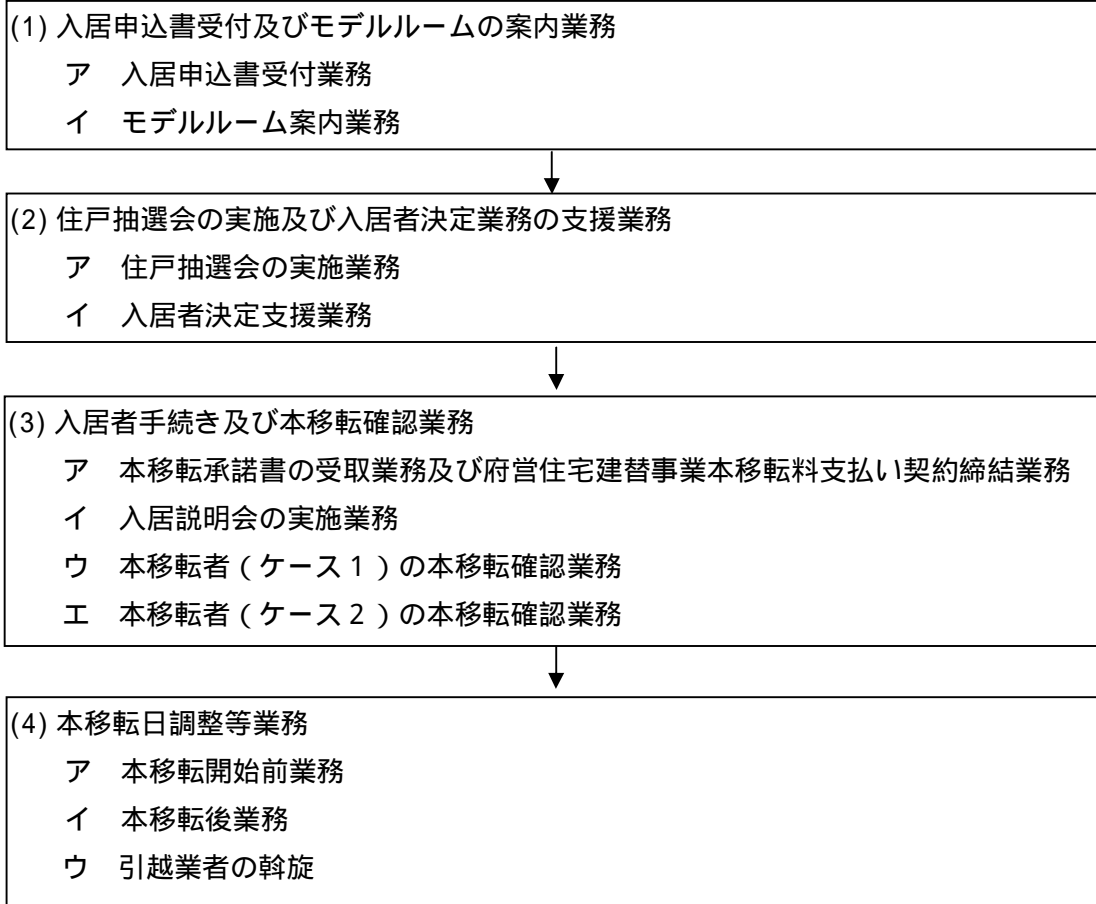 (1) 入居申込書受付及びモデルルームの案内業務
ア 入居申込書受付業務
イ モデルルーム案内業務
(2) 住戸抽選会の実施及び入居者決定業務の支援業務
ア 住戸抽選会の実施業務
イ 入居者決定支援業務
(3) 入居者手続き及び本移転確認業務
ア 本移転承諾書の受取業務及び府営住宅建替事業本移転料支払い契約締結業務
イ 入居説明会の実施業務
ウ 本移転者(ケース1)の本移転確認業務
エ 本移転者(ケース2)の本移転確認業務
(4) 本移転日調整等業務
ア 本移転開始前業務
イ 本移転後業務
ウ 引越業者の斡旋